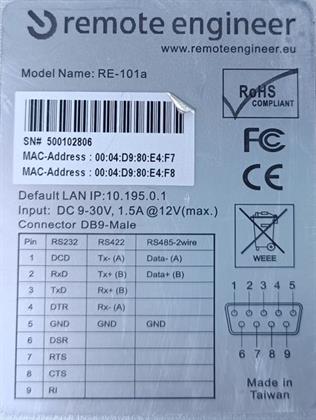 remote engineer
www.remoteengineer.eu
Model Name: RE-101a
RoHS
COMPLIANT
SN# 500102806
MAC-Address : 00:04:D9:80:E4:F7
MAC-Address : 00:04:D9:80:E4:F8
FC
CE
Default LAN IP:10.195.0.1
Input: DC 9-30V, 1.5A @12V(max.)
Connector DB9-Male
WEEE
Pin RS232 RS422 RS485-2wire
1 DCD Tx- (A) Data- (A)
2 RxD Tx+ (B) Data+ (B)
3 TxD Rx+ (B)
4 DTR Rx- (A)
5 GND GND GND
6 DSR
7 RTS
8 CTS
9 RI
1 2 3 4 5
6 7 8 9
Made in
Taiwan